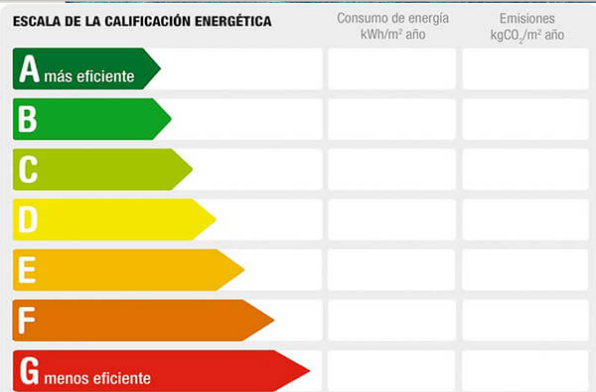 ESCALA DE LA CALIFICACIÓN ENERGÉTICA
Consumo de energía
kWh/m² año
Emisiones
kgCO₂/m² año
A más eficiente
B
C
D
E
F
G menos eficiente